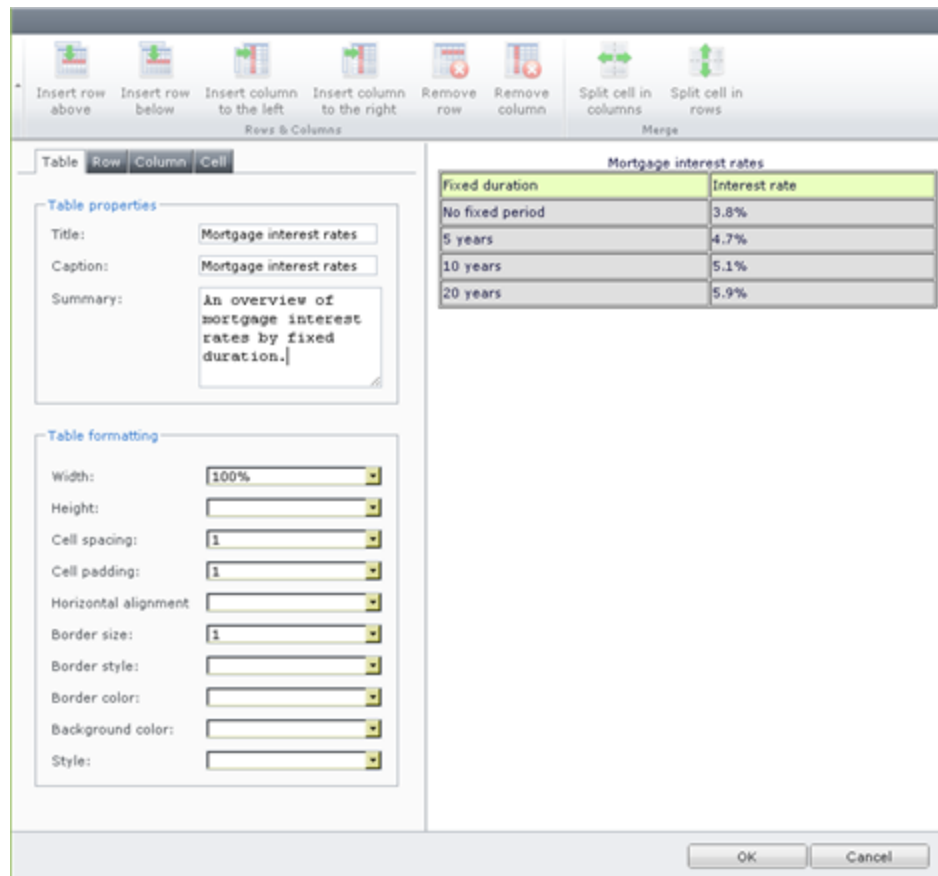 Insert row above
Insert row below
Insert column to the left
Insert column to the right
Remove row
Remove column
Split cell in columns
Split cell in rows
Rows & Columns
Merge
Table Row Column Cell
Table properties
Title: Mortgage interest rates
Caption: Mortgage interest rates
Summary: An overview of
mortgage interest
rates by fixed
duration.
Table formatting
Width: 100%
Height:
Cell spacing: 1
Cell padding: 1
Horizontal alignment
Border size: 1
Border style:
Border color:
Background color:
Style:
Mortgage interest rates
Fixed duration Interest rate
No fixed period 3.8%
5 years 4.7%
10 years 5.1%
20 years 5.9%
OK Cancel